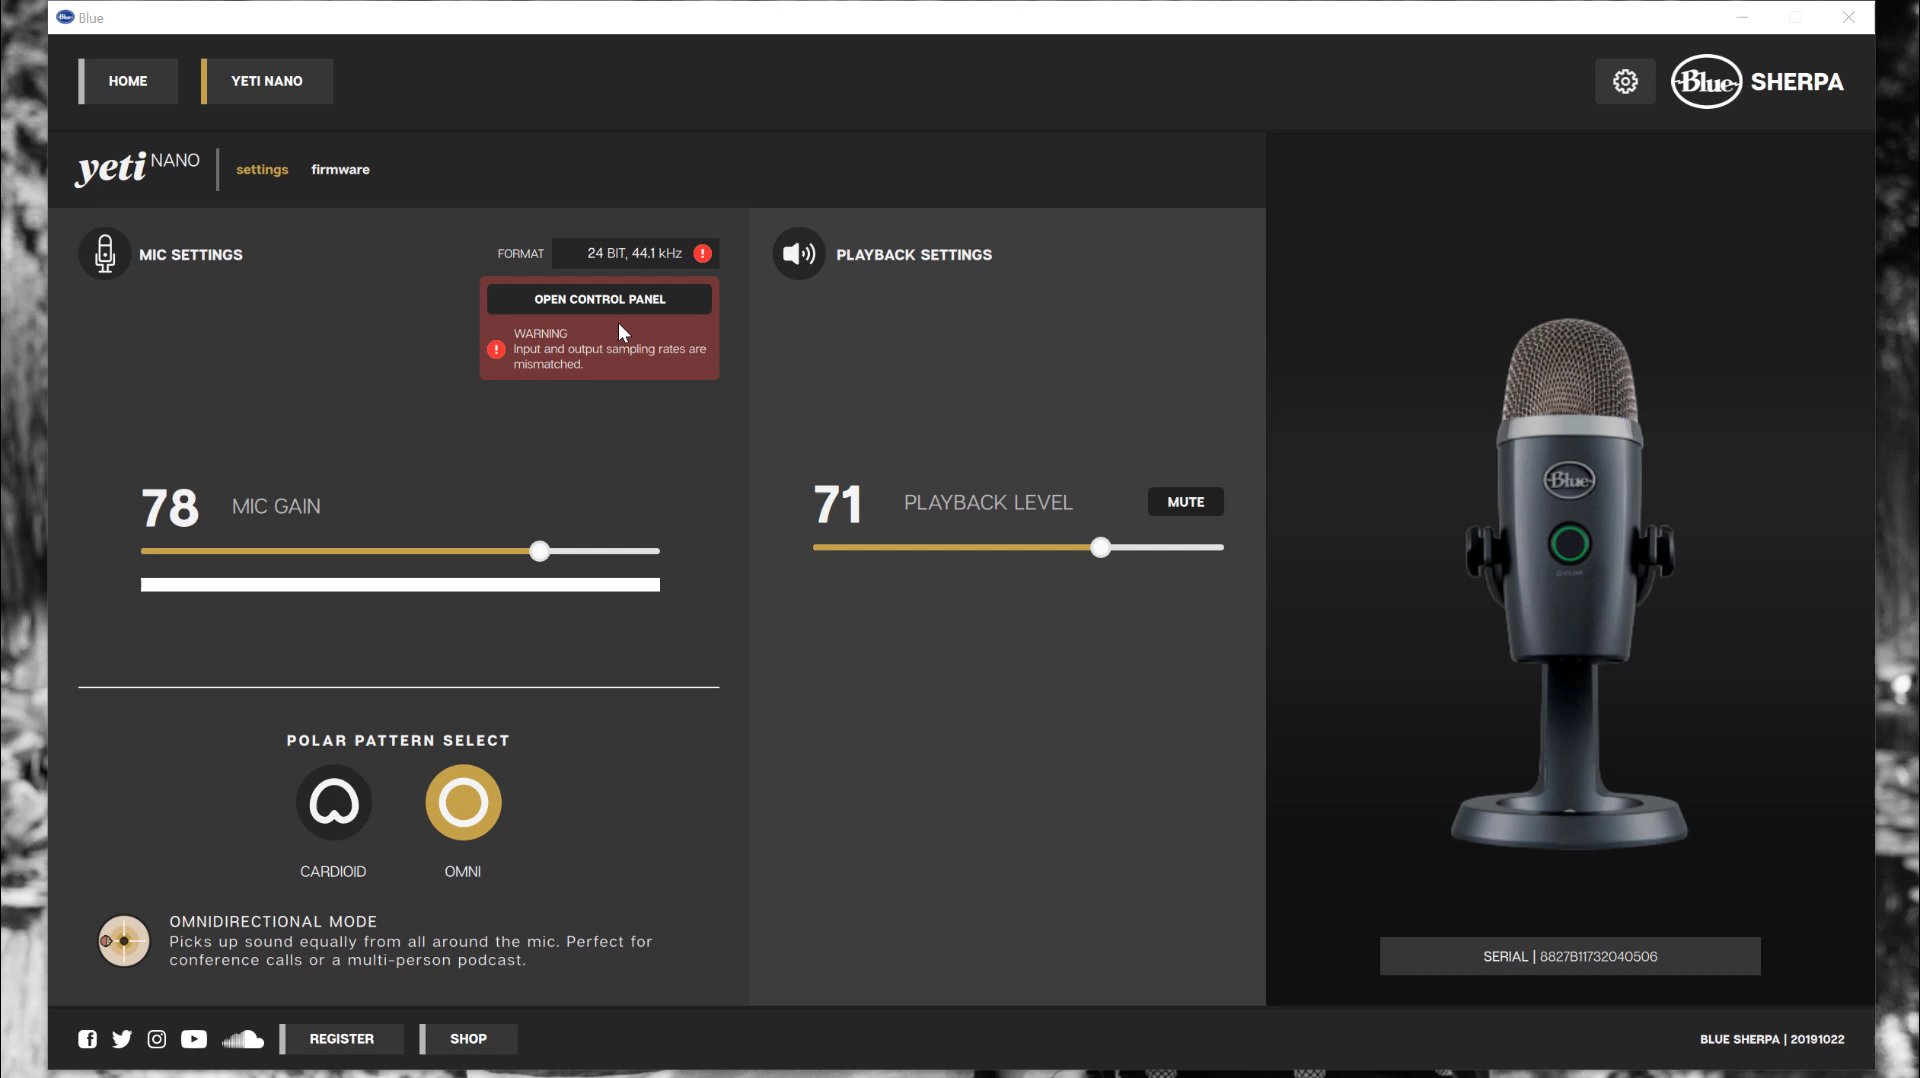 Blue
HOME
YETI NANO
Blue SHERPA
yeti NANO
settings
firmware
MIC SETTINGS
FORMAT
24 BIT, 44.1 kHz
OPEN CONTROL PANEL
WARNING
Input and output sampling rates are
mismatched.
PLAYBACK SETTINGS
78 MIC GAIN
71 PLAYBACK LEVEL
MUTE
Blue
POLAR PATTERN SELECT
CARDIOID
OMNI
OMNIDIRECTIONAL MODE
Picks up sound equally from all around the mic. Perfect for
conference calls or a multi-person podcast.
SERIAL | 8827B11732040506
REGISTER
SHOP
BLUE SHERPA | 20191022